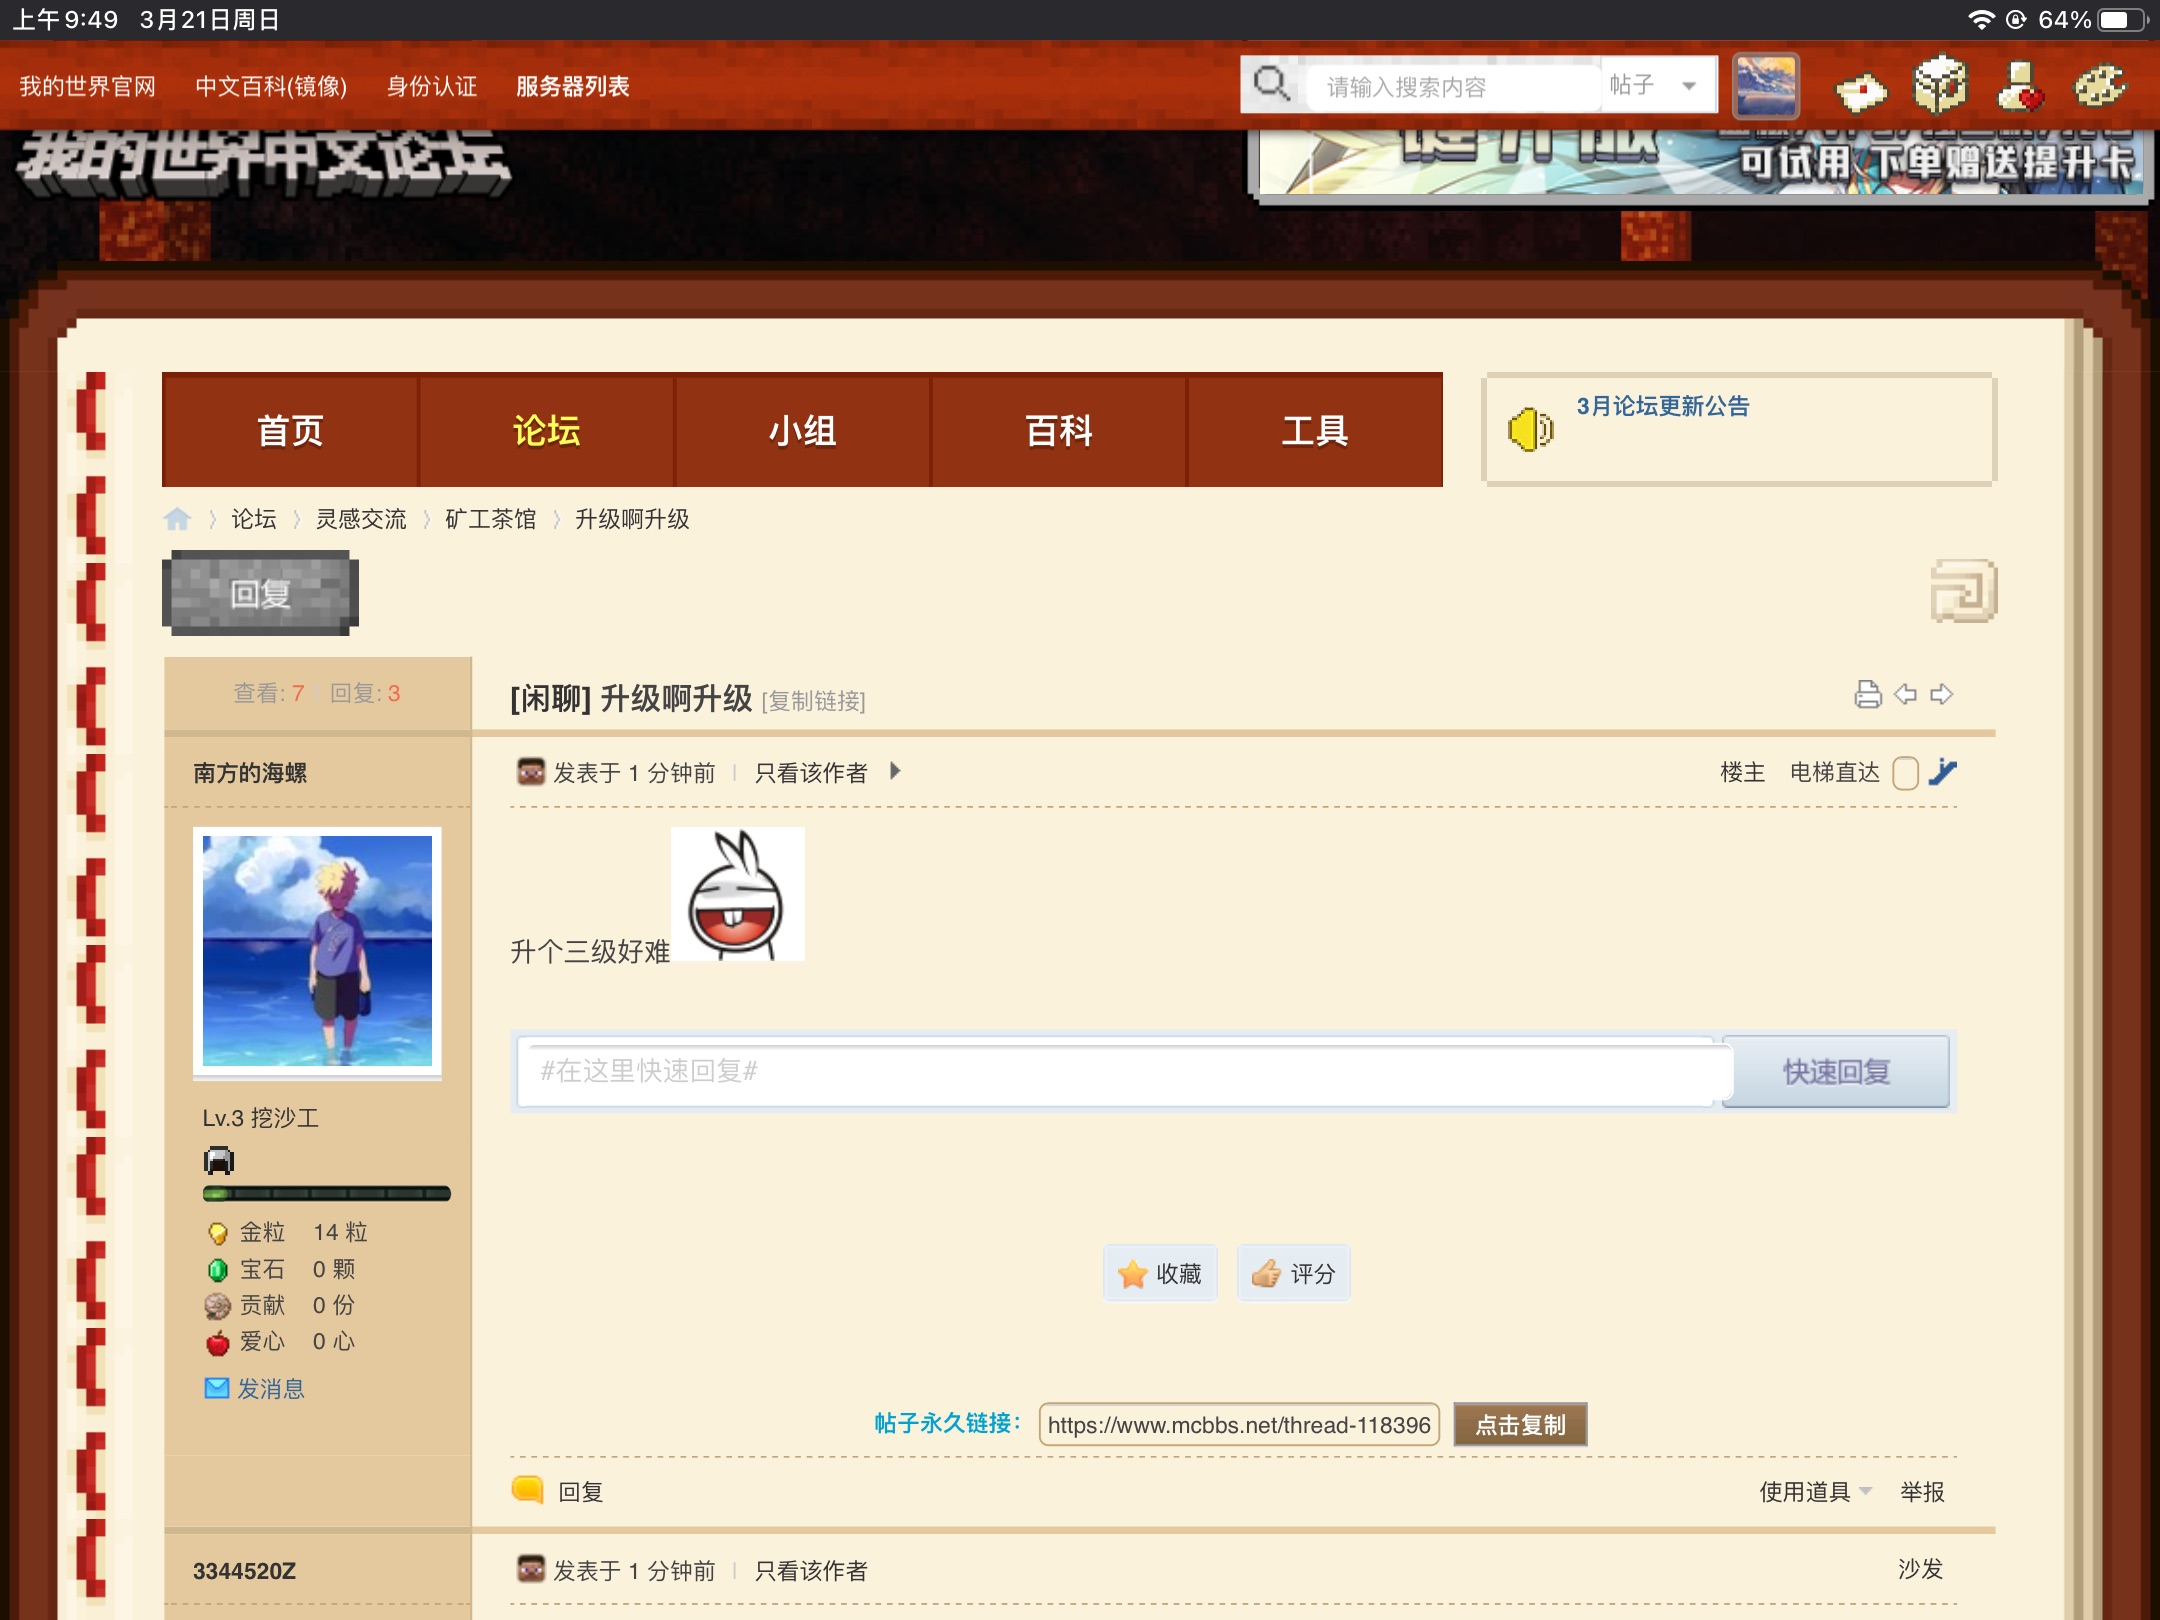 上午9:49 3月21日周日
64%
我的世界官网 中文百科(镜像) 身份认证 服务器列表
请输入搜索内容 帖子
我的世界中文论坛
可试用 下单赠送提升卡
首页 论坛 小组 百科 工具
3月论坛更新公告
论坛 灵感交流 矿工茶馆 升级啊升级
回复
查看: 7 回复: 3
[闲聊] 升级啊升级 [复制链接]
南方的海螺
发表于 1 分钟前 只看该作者
楼主 电梯直达
升个三级好难
#在这里快速回复#
快速回复
Lv.3 挖沙工
金粒 14 粒
宝石 0 颗
贡献 0 份
爱心 0 心
发消息
收藏 评分
帖子永久链接: https://www.mcbbs.net/thread-118396 点击复制
回复
使用道具 举报
3344520Z
发表于 1 分钟前 只看该作者
沙发